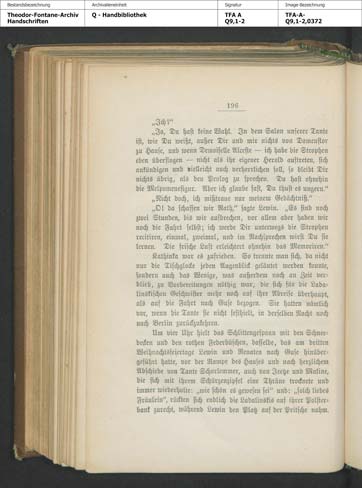 Bestandsbezeichnung
Archivalieneinheit
Signatur
Image-Bezeichnung
Theodor-Fontane-Archiv
Handschriften
Q - Handbibliothek
TFA A
Q9,1-2
TFA-A-
Q9,1-2,0372
196
„Ich?“
„Ja, Du hast keine Wahl. In dem Salon unserer Tante
ist, wie Du weißt, außer Dir und mir nichts von Domestor
zu Hause, und wenn Demoiselle Alceste — ich habe die Strophen
eben überflogen — nicht als ihr eigener Herold auftreten, sich
ankündigen und vielleicht auch verherrlichen soll, so bleibt Dir
nichts übrig, als den Prolog zu sprechen. Du hast ohnehin
die Melpomenefigur. Aber ich glaube fast, Du thust es ungern.“
„Nicht doch, ich mißtraue nur meinem Gedächtniß.“
„O! da schaffen wir Rath,“ sagte Lewin. „Es sind noch
zwei Stunden, bis wir aufbrechen, vor allem aber haben wir
noch die Fahrt selbst; ich werde Dir unterwegs die Strophen
recitiren, einmal, zweimal, und im Nachsprechen wirst Du sie
lernen. Die frische Luft erleichtert ohnehin das Memoriren.“
Kathinka war es zufrieden. So trennte man sich, da nicht
nur die Tischglocke jeden Augenblick geläutet werden konnte,
sondern auch das Wenige, was außerdem noch an Zeit ver-
blieb, zu Vorbereitungen nöthig war, die sich für die Lada-
linskischen Geschwister mehr noch auf ihre Abreise überhaupt,
als auf die Fahrt nach Guse bezogen. Sie hatten nämlich
vor, wenn die Tante sie nicht festhielt, in derselben Nacht noch
nach Berlin zurückzukehren.
Um vier Uhr hielt das Schlittengespann mit den Schnee-
decken und den rothen Federbüschen, dasselbe, das am dritten
Weihnachtsfeiertage Lewin und Renaten nach Guse hinüber-
geführt hatte, vor der Rampe des Hauses und nach herzlichem
Abschiede von Tante Schorlemmer, auch von Jeetze und Maline,
die sich mit ihrem Schürzenzipfel eine Thräne trocknete und
immer wiederholte: „wie schön es gewesen sei“ und: „solch liebes
Fräulein“, rückten sich endlich die Ladalinskis auf ihrer Polster-
bank zurecht, während Lewin den Platz auf der Pritsche nahm.